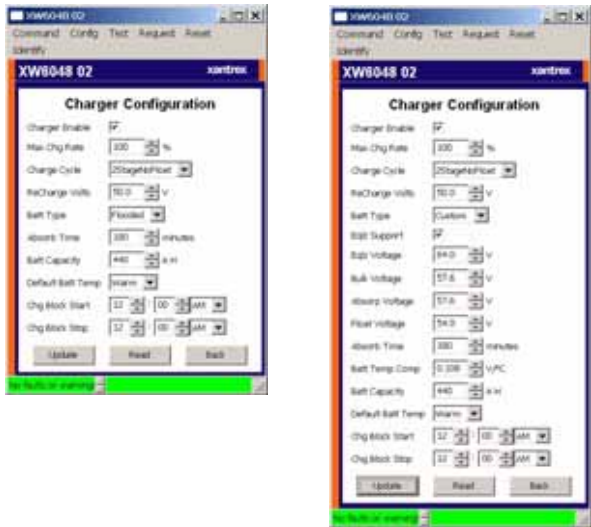 XW6048 02
Command Config Test Request Reset
Identify
XW6048 02 xantrex
Charger Configuration
Charger Enable
Max Chg Rate 100 %
Charge Cycle 2StageNoFloat
ReCharge Volts 50.0 V
Batt Type Flooded
Absorb Time 180 minutes
Batt Capacity 440 A H
Default Batt Temp Warm
Chg Block Start 12 : 00 AM
Chg Block Stop 12 : 00 AM
Update Reset Back
No faults or warnings
XW6048 02
Command Config Test Request Reset
Identify
XW6048 02 xantrex
Charger Configuration
Charger Enable
Max Chg Rate 100 %
Charge Cycle 2StageNoFloat
ReCharge Volts 50.0 V
Batt Type Custom
Eqlz Support
Eqlz Voltage 64.0 V
Bulk Voltage 57.6 V
Absorp Voltage 57.6 V
Float Voltage 54.0 V
Absorb Time 180 minutes
Batt Temp Comp 0.108 V/ºC
Batt Capacity 440 A H
Default Batt Temp Warm
Chg Block Start 12 : 00 AM
Chg Block Stop 12 : 00 AM
Update Reset Back
No faults or warnings